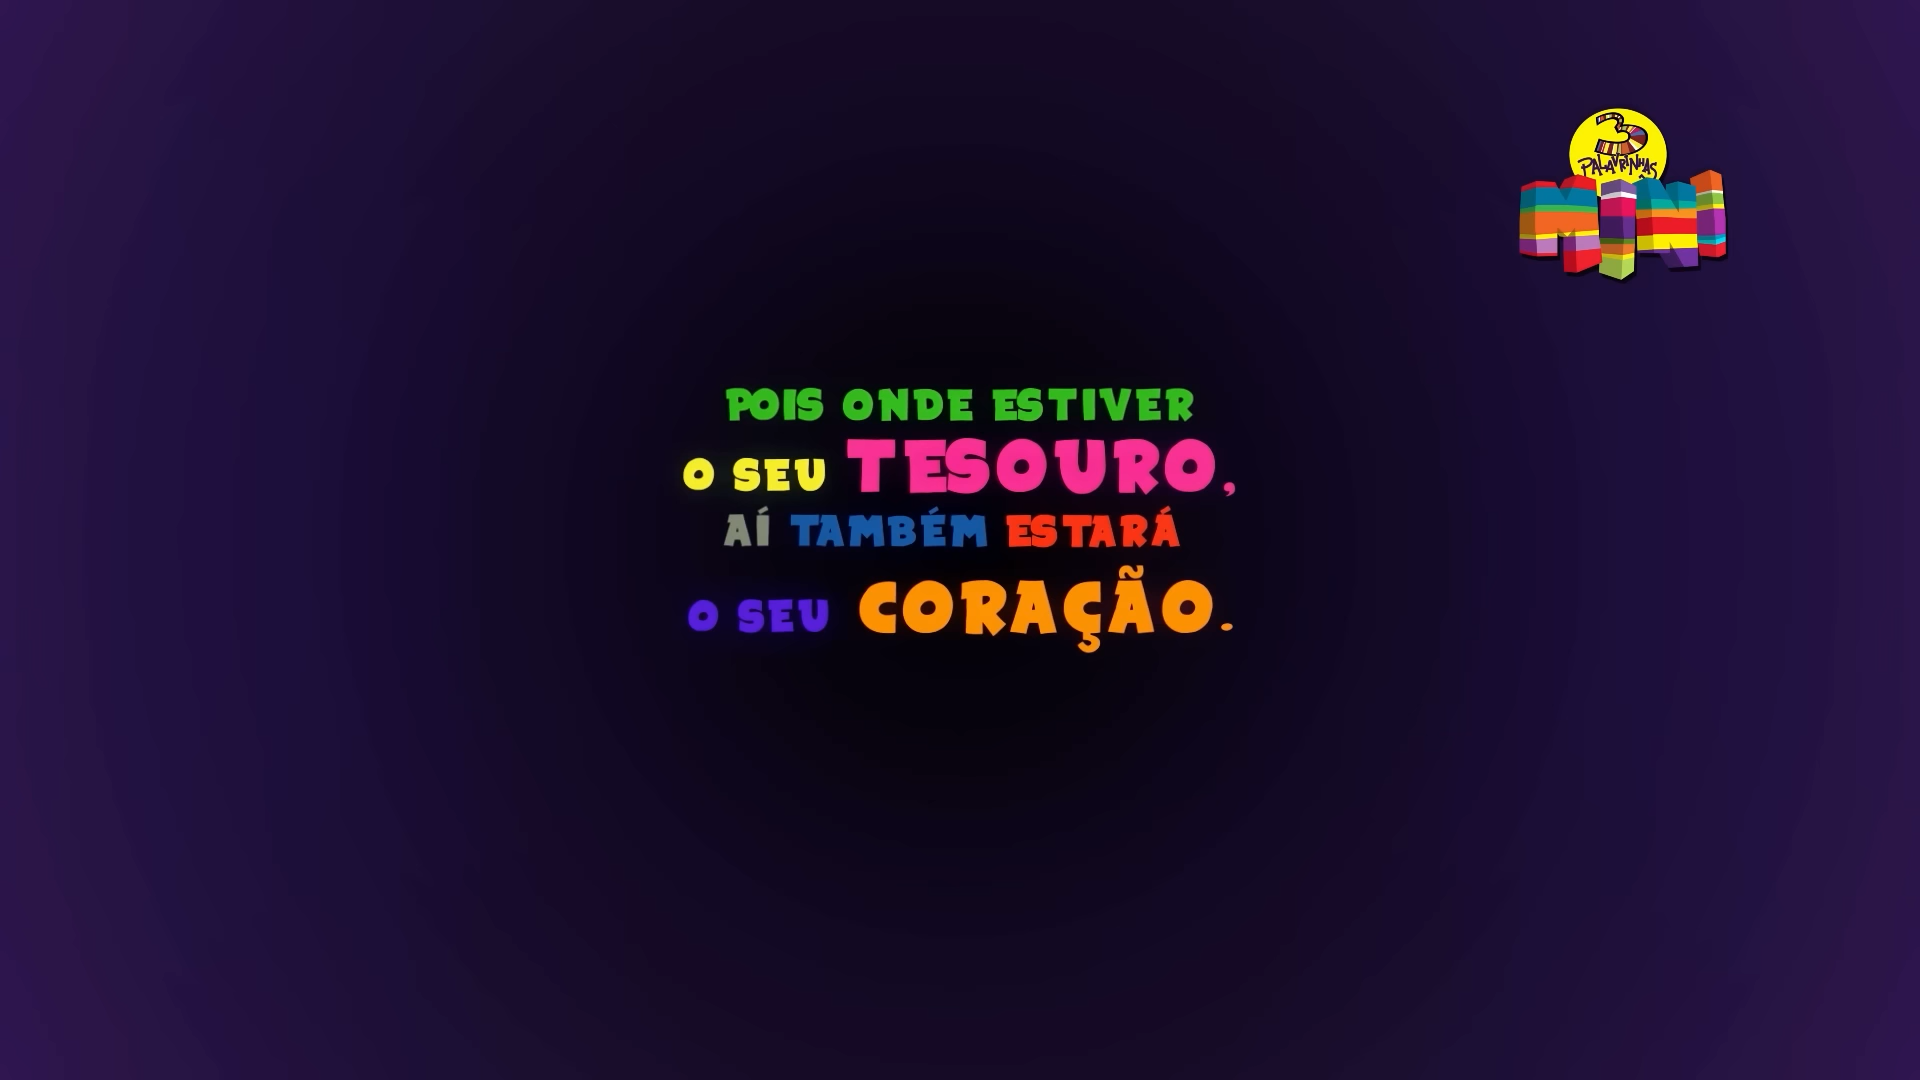 3
PALAVRINHAS
MINI
POIS ONDE ESTIVER
O SEU TESOURO,
AÍ TAMBÉM ESTARÁ
O SEU CORAÇÃO.